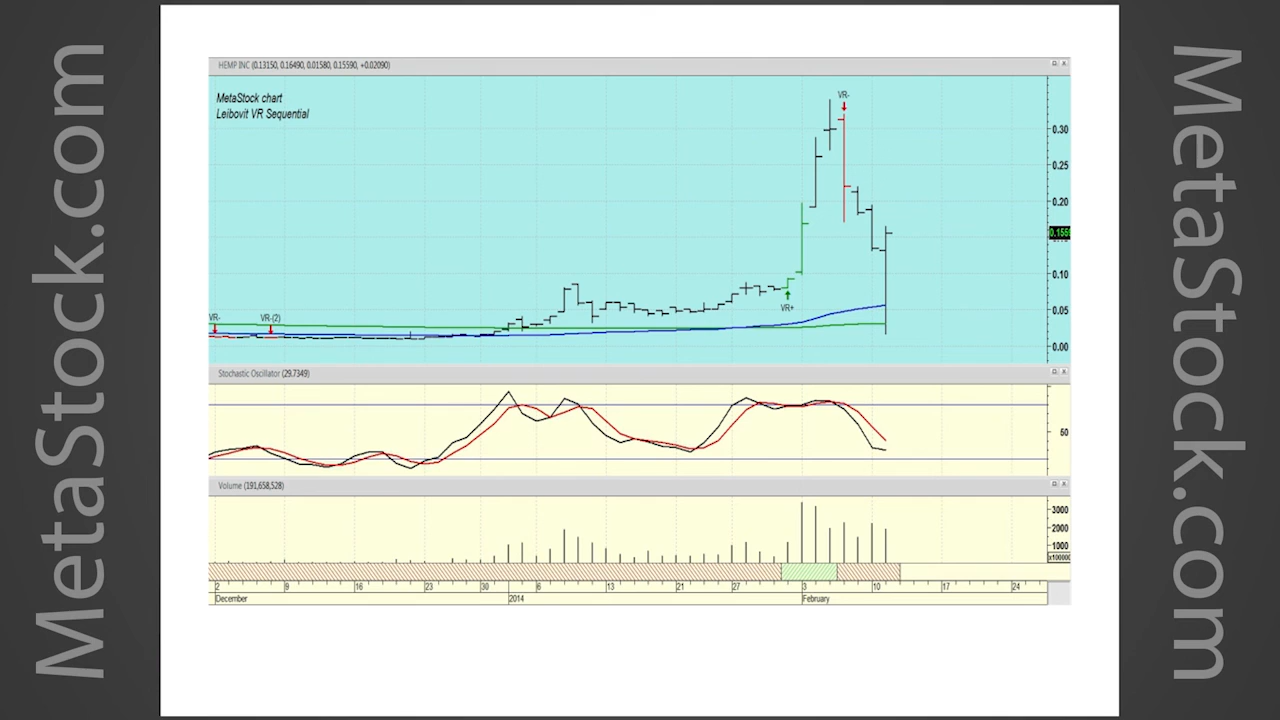 MetaStock.com
HEMP INC (0.13150, 0.16490, 0.01580, 0.15590, +0.02090)
MetaStock chart
Leibovit VR Sequential
VR-
VR-
VR-(2)
VR+
0.30
0.25
0.20
0.10
0.05
0.00
Stochastic Oscillator (29.7349)
50
Volume (191,658,528)
3000
2000
1000
2 9 16 23 30 6 13 21 27 3 10 17 24
December 2014 February
MetaStock.com